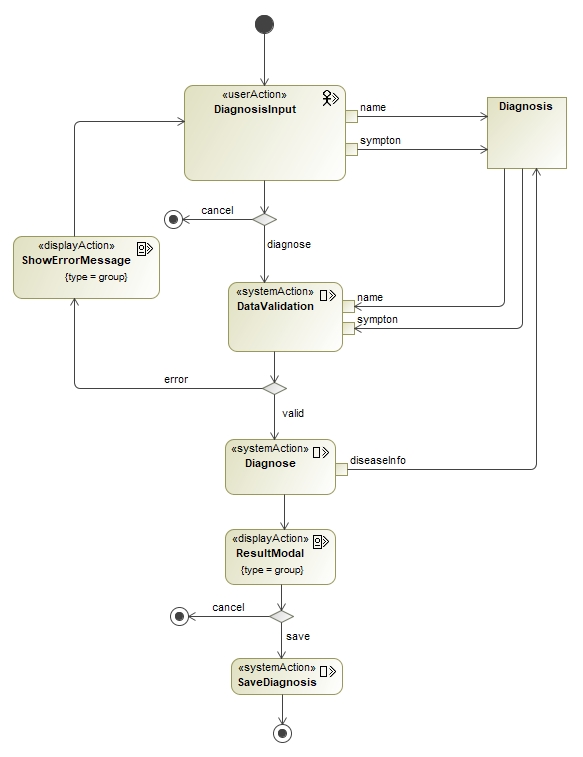 «userAction»
DiagnosisInput
name
sympton
Diagnosis
cancel
diagnose
«displayAction»
ShowErrorMessage
{type = group}
«systemAction»
DataValidation
name
sympton
error
valid
«systemAction»
Diagnose
diseaseInfo
«displayAction»
ResultModal
{type = group}
cancel
save
«systemAction»
SaveDiagnosis